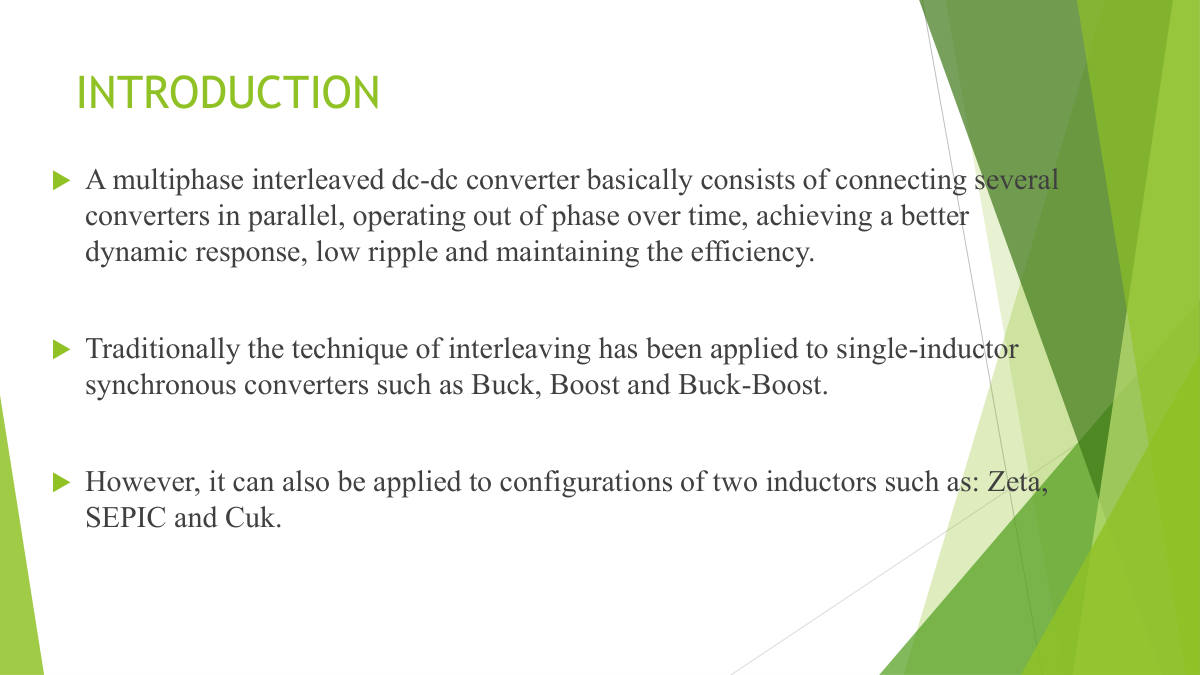 INTRODUCTION
A multiphase interleaved dc-dc converter basically consists of connecting several
converters in parallel, operating out of phase over time, achieving a better
dynamic response, low ripple and maintaining the efficiency.
Traditionally the technique of interleaving has been applied to single-inductor
synchronous converters such as Buck, Boost and Buck-Boost.
However, it can also be applied to configurations of two inductors such as: Zeta,
SEPIC and Cuk.